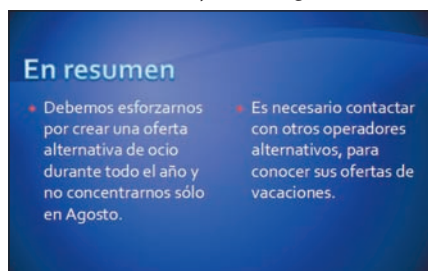 En resumen
Debemos esforzarnos
por crear una oferta
alternativa de ocio
durante todo el año y
no concentrarnos sólo
en Agosto.
Es necesario contactar
con otros operadores
alternativos, para
conocer sus ofertas de
vacaciones.